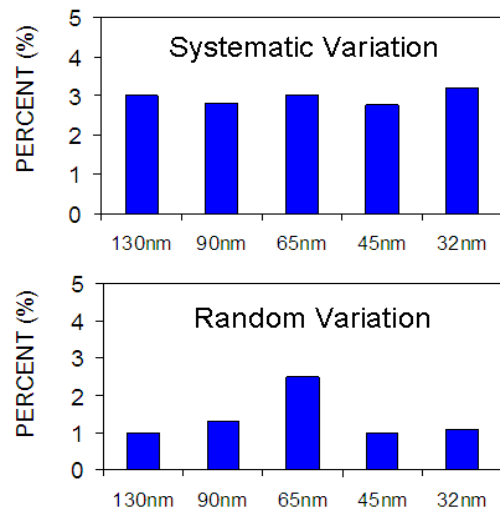 PERCENT (%)
5
4
3
2
1
0
Systematic Variation
130nm 90nm 65nm 45nm 32nm
PERCENT (%)
5
4
3
2
1
0
Random Variation
130nm 90nm 65nm 45nm 32nm